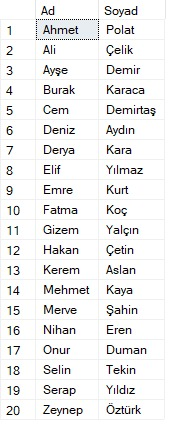 Ad Soyad
1 Ahmet Polat
2 Ali Çelik
3 Ayşe Demir
4 Burak Karaca
5 Cem Demirtaş
6 Deniz Aydın
7 Derya Kara
8 Elif Yılmaz
9 Emre Kurt
10 Fatma Koç
11 Gizem Yalçın
12 Hakan Çetin
13 Kerem Aslan
14 Mehmet Kaya
15 Merve Şahin
16 Nihan Eren
17 Onur Duman
18 Selin Tekin
19 Serap Yıldız
20 Zeynep Öztürk